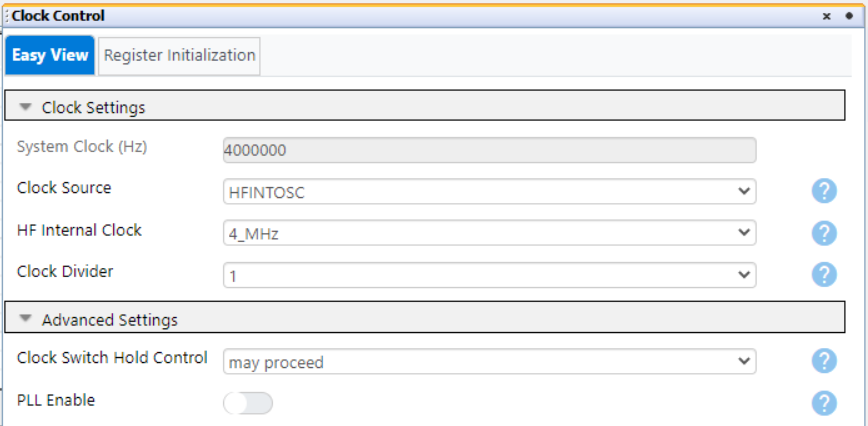 Clock Control
Easy View Register Initialization
Clock Settings
System Clock (Hz) 4000000
Clock Source HFINTOSC
HF Internal Clock 4_MHz
Clock Divider 1
Advanced Settings
Clock Switch Hold Control may proceed
PLL Enable